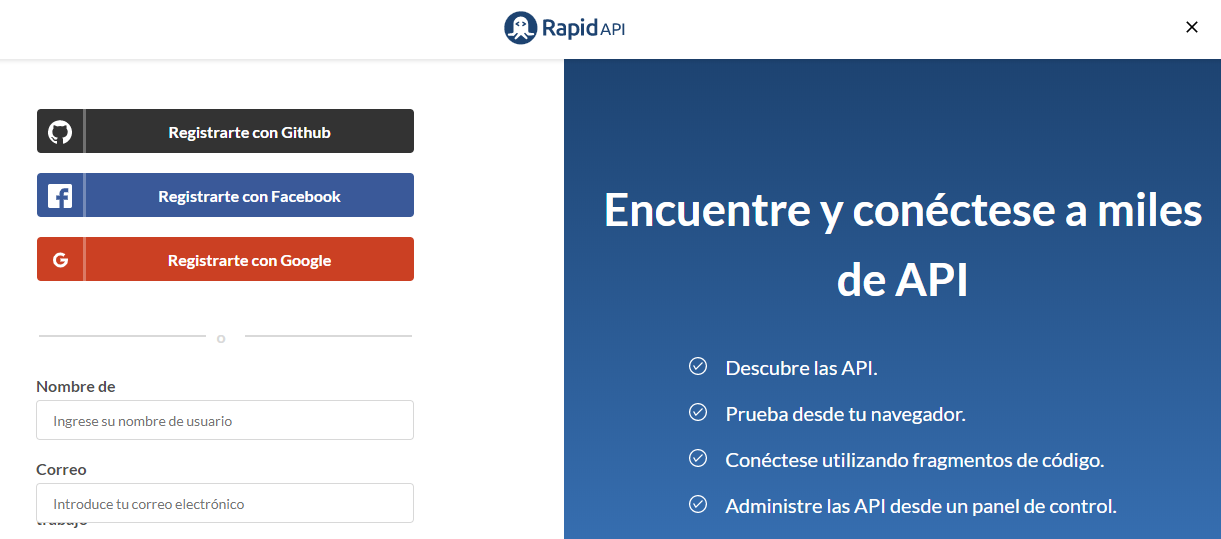 RapidAPI
Registrarte con Github
Registrarte con Facebook
Registrarte con Google
o
Nombre de
Ingrese su nombre de usuario
Correo
Introduce tu correo electrónico
trabajo
Encuentre y conéctese a miles
de API
Descubre las API.
Prueba desde tu navegador.
Conéctese utilizando fragmentos de código.
Administre las API desde un panel de control.